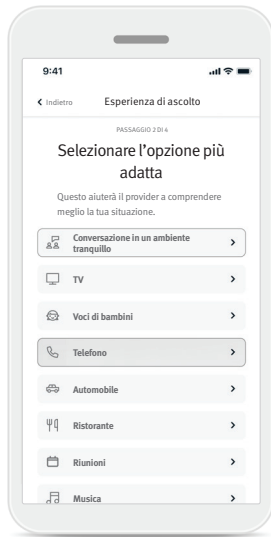 9:41
Indietro Esperienza di ascolto
PASSAGGIO 2 DI 4
Selezionare l'opzione più
adatta
Questo aiuterà il provider a comprendere
meglio la tua situazione.
Conversazione in un ambiente
tranquillo
TV
Voci di bambini
Telefono
Automobile
Ristorante
Riunioni
Musica